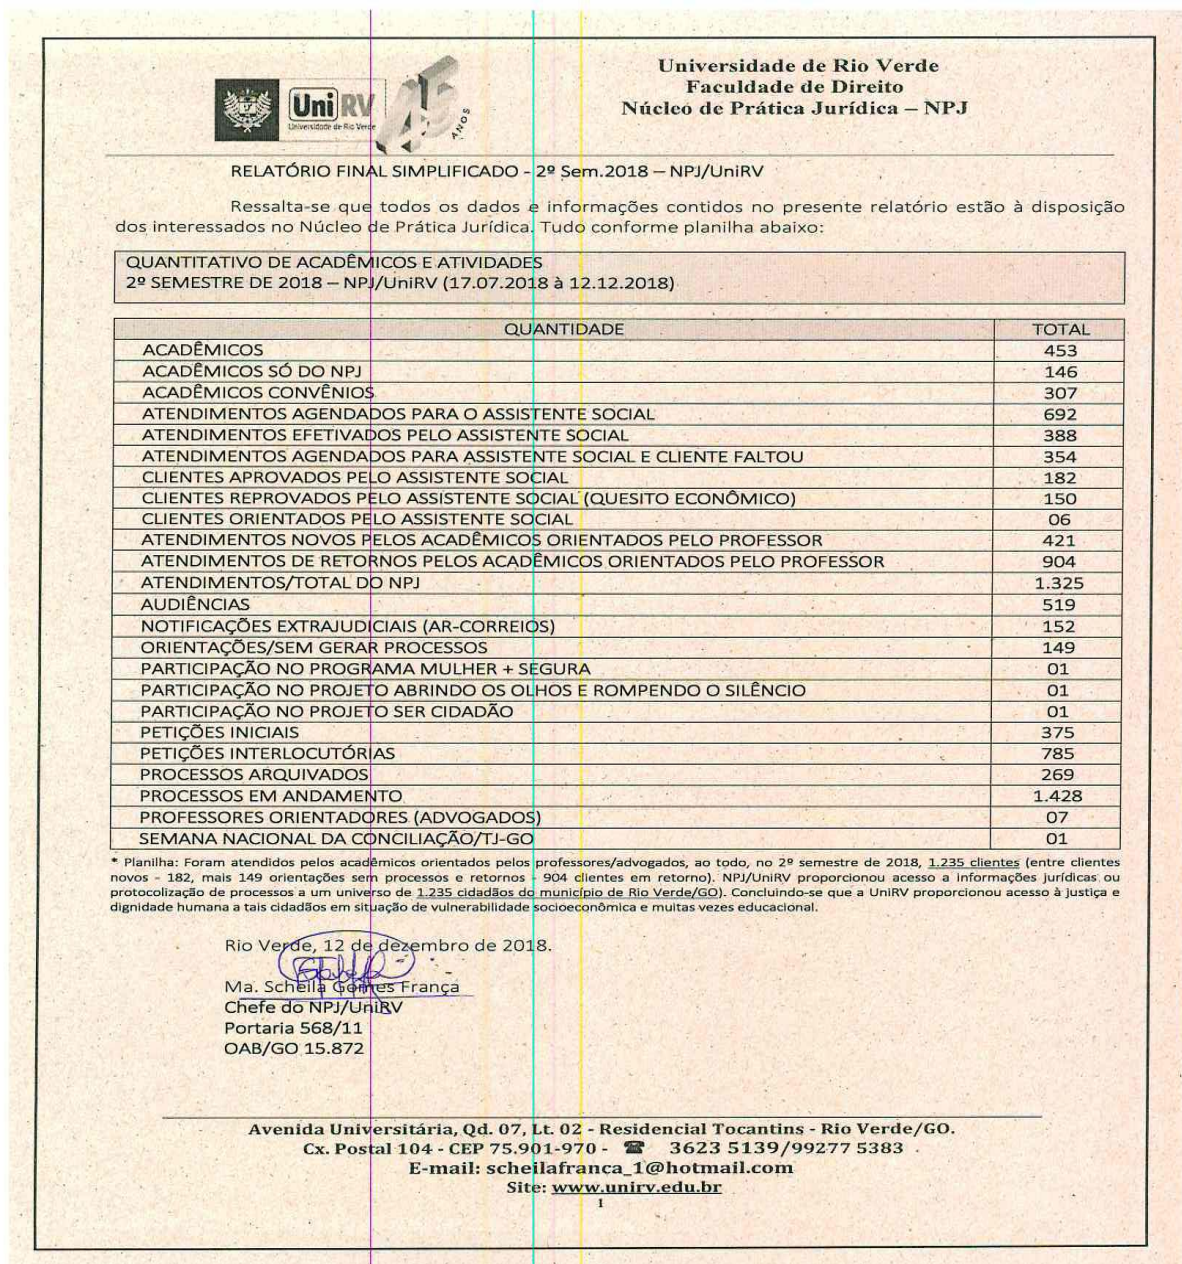 Universidade de Rio Verde
Faculdade de Direito
Núcleo de Prática Jurídica – NPJ
Uni RV
Universidade de Rio Verde
45
ANOS
RELATÓRIO FINAL SIMPLIFICADO - 2º Sem.2018 – NPJ/UniRV
Ressalta-se que todos os dados e informações contidos no presente relatório estão à disposição
dos interessados no Núcleo de Prática Jurídica. Tudo conforme planilha abaixo:
QUANTITATIVO DE ACADÊMICOS E ATIVIDADES
2º SEMESTRE DE 2018 – NPJ/UniRV (17.07.2018 à 12.12.2018)
QUANTIDADE TOTAL
ACADÊMICOS 453
ACADÊMICOS SÓ DO NPJ 146
ACADÊMICOS CONVÊNIOS 307
ATENDIMENTOS AGENDADOS PARA O ASSISTENTE SOCIAL 692
ATENDIMENTOS EFETIVADOS PELO ASSISTENTE SOCIAL 388
ATENDIMENTOS AGENDADOS PARA ASSISTENTE SOCIAL E CLIENTE FALTOU 354
CLIENTES APROVADOS PELO ASSISTENTE SOCIAL 182
CLIENTES REPROVADOS PELO ASSISTENTE SOCIAL (QUESITO ECONÔMICO) 150
CLIENTES ORIENTADOS PELO ASSISTENTE SOCIAL 06
ATENDIMENTOS NOVOS PELOS ACADÊMICOS ORIENTADOS PELO PROFESSOR 421
ATENDIMENTOS DE RETORNOS PELOS ACADÊMICOS ORIENTADOS PELO PROFESSOR 904
ATENDIMENTOS/TOTAL DO NPJ 1.325
AUDIÊNCIAS 519
NOTIFICAÇÕES EXTRAJUDICIAIS (AR-CORREIOS) 152
ORIENTAÇÕES/SEM GERAR PROCESSOS 149
PARTICIPAÇÃO NO PROGRAMA MULHER + SEGURA 01
PARTICIPAÇÃO NO PROJETO ABRINDO OS OLHOS E ROMPENDO O SILÊNCIO 01
PARTICIPAÇÃO NO PROJETO SER CIDADÃO 01
PETIÇÕES INICIAIS 375
PETIÇÕES INTERLOCUTÓRIAS 785
PROCESSOS ARQUIVADOS 269
PROCESSOS EM ANDAMENTO 1.428
PROFESSORES ORIENTADORES (ADVOGADOS) 07
SEMANA NACIONAL DA CONCILIAÇÃO/TJ-GO 01
* Planilha: Foram atendidos pelos acadêmicos orientados pelos professores/advogados, ao todo, no 2º semestre de 2018, 1.235 clientes (entre clientes
novos - 182, mais 149 orientações sem processos e retornos - 904 clientes em retorno). NPJ/UniRV proporcionou acesso a informações jurídicas ou
protocolização de processos a um universo de 1.235 cidadãos do município de Rio Verde/GO). Concluindo-se que a UniRV proporcionou acesso à justiça e
dignidade humana a tais cidadãos em situação de vulnerabilidade socioeconômica e muitas vezes educacional.
Rio Verde, 12 de dezembro de 2018.
Ma. Scheila Gomes França
Chefe do NPJ/UniRV
Portaria 568/11
OAB/GO 15.872
Avenida Universitária, Qd. 07, Lt. 02 - Residencial Tocantins - Rio Verde/GO.
Cx. Postal 104 - CEP 75.901-970 - ☎ 3623 5139/99277 5383
E-mail: scheilafranca_1@hotmail.com
Site: www.unirv.edu.br
1